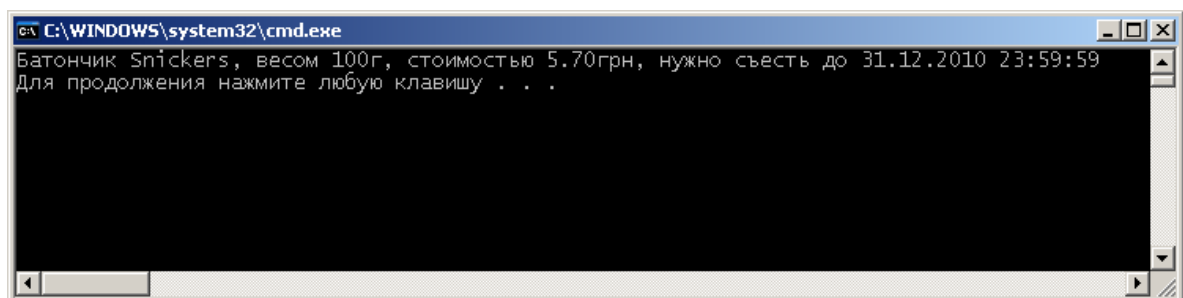 C:\WINDOWS\system32\cmd.exe
Батончик Snickers, весом 100г, стоимостью 5.70грн, нужно съесть до 31.12.2010 23:59:59
Для продолжения нажмите любую клавишу . . .